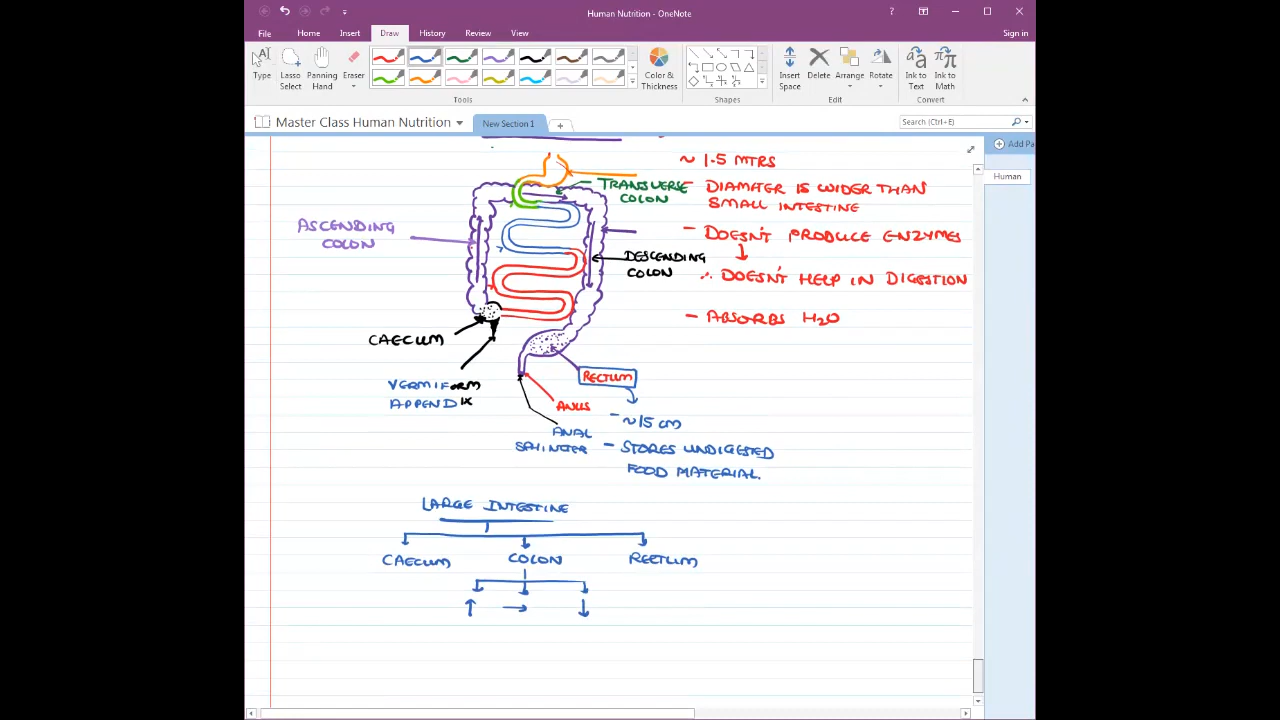 Human Nutrition - OneNote
File Home Insert Draw History Review View
Sign in
Type
Lasso Select
Panning Hand
Eraser
Color & Thickness
Insert Space
Delete
Arrange
Rotate
Ink to Text
Ink to Math
Tools
Shapes
Edit
Convert
Master Class Human Nutrition
New Section 1
Search (Ctrl+E)
Add Pa
Human
~ 1.5 MTRS
- DIAMETER IS WIDER THAN
SMALL INTESTINE
- DOESN'T PRODUCE ENZYMES
∴ DOESN'T HELP IN DIGESTION
- ABSORBS H2O
TRANSVERSE
COLON
ASCENDING
COLON
DESCENDING
COLON
CAECUM
VERMIFORM
APPENDIX
RECTUM
ANUS
ANAL
SPHINCTER
- ~15 CM
- STORES UNDIGESTED
FOOD MATERIAL.
LARGE INTESTINE
CAECUM COLON RECTUM
↑ → ↓